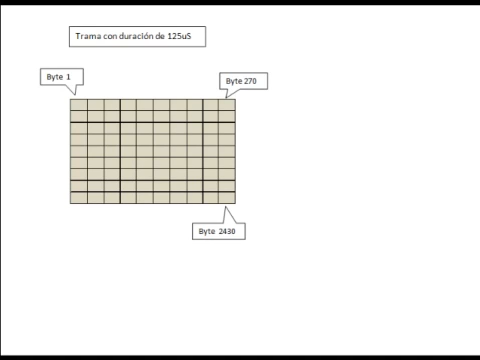 Trama con duración de 125uS
Byte 1
Byte 270
Byte 2430